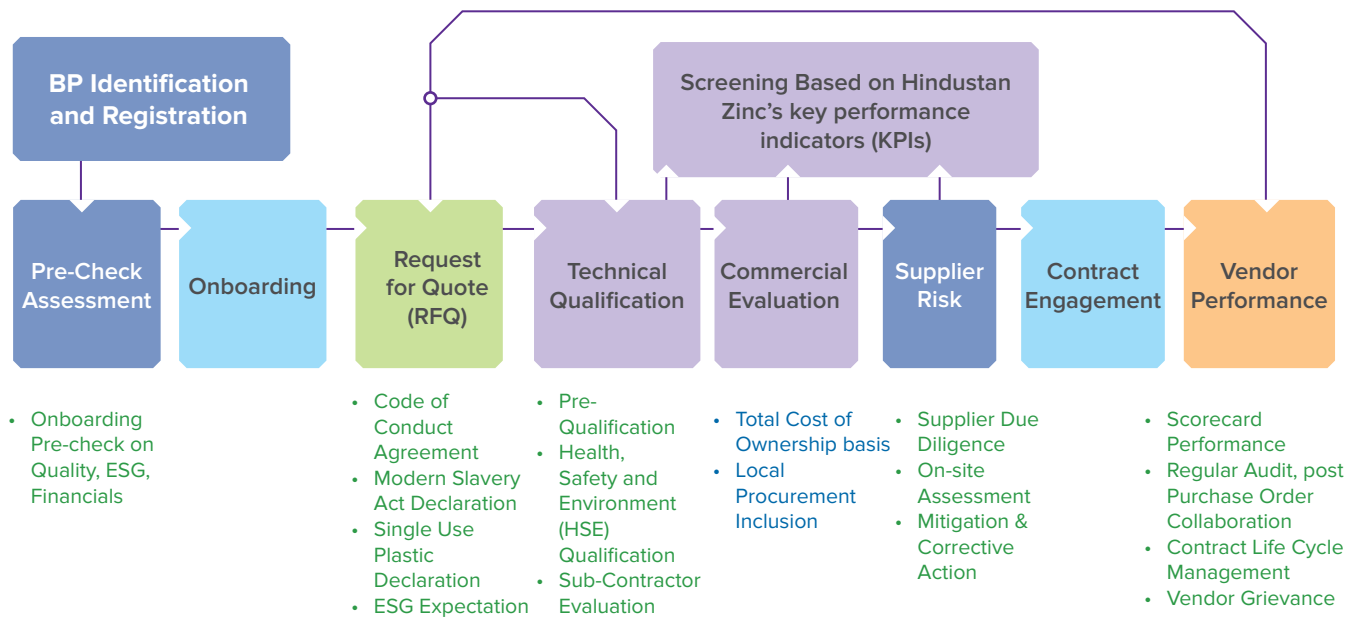 BP Identification
and Registration
Screening Based on Hindustan
Zinc's key performance
indicators (KPIs)
Pre-Check
Assessment
Onboarding
Request
for Quote
(RFQ)
Technical
Qualification
Commercial
Evaluation
Supplier
Risk
Contract
Engagement
Vendor
Performance
• Onboarding
Pre-check on
Quality, ESG,
Financials
• Code of
Conduct
Agreement
• Modern Slavery
Act Declaration
• Single Use
Plastic
Declaration
• ESG Expectation
• Pre-
Qualification
• Health,
Safety and
Environment
(HSE)
Qualification
• Sub-Contractor
Evaluation
• Total Cost of
Ownership basis
• Local
Procurement
Inclusion
• Supplier Due
Diligence
• On-site
Assessment
• Mitigation &
Corrective
Action
• Scorecard
Performance
• Regular Audit, post
Purchase Order
Collaboration
• Contract Life Cycle
Management
• Vendor Grievance